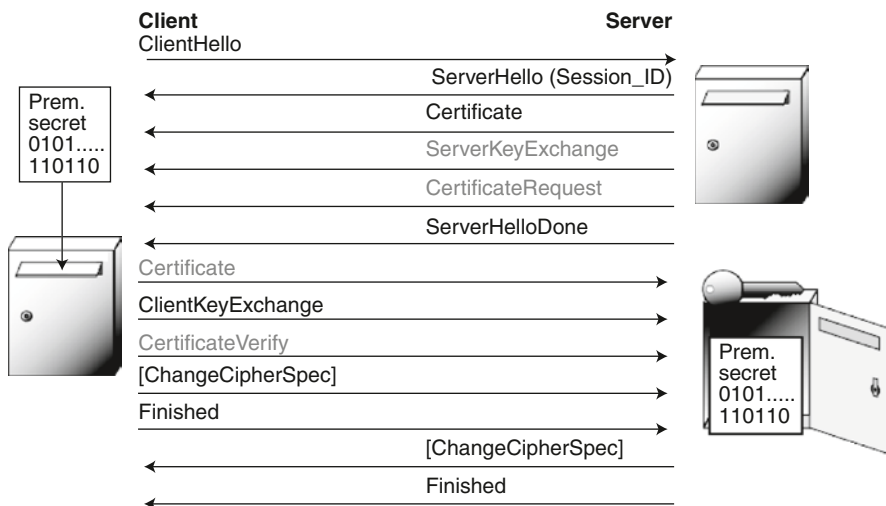 Client
Server
ClientHello
ServerHello (Session_ID)
Certificate
ServerKeyExchange
CertificateRequest
ServerHelloDone
Prem.
secret
0101.....
110110
Certificate
ClientKeyExchange
CertificateVerify
[ChangeCipherSpec]
Finished
Prem.
secret
0101.....
110110
[ChangeCipherSpec]
Finished